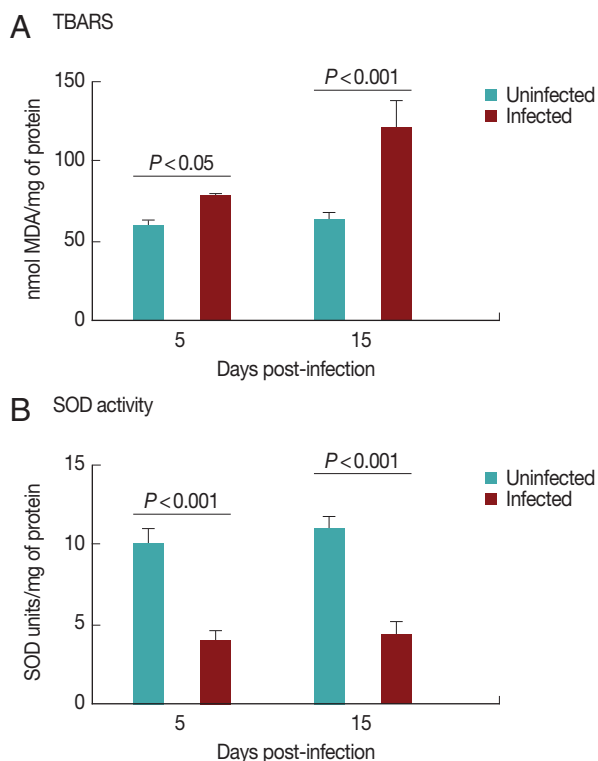 A TBARS
nmol MDA/mg of protein
150
100
50
0
P<0.05
P<0.001
Uninfected
Infected
5
15
Days post-infection
B SOD activity
SOD units/mg of protein
15
10
5
0
P<0.001
P<0.001
Uninfected
Infected
5
15
Days post-infection